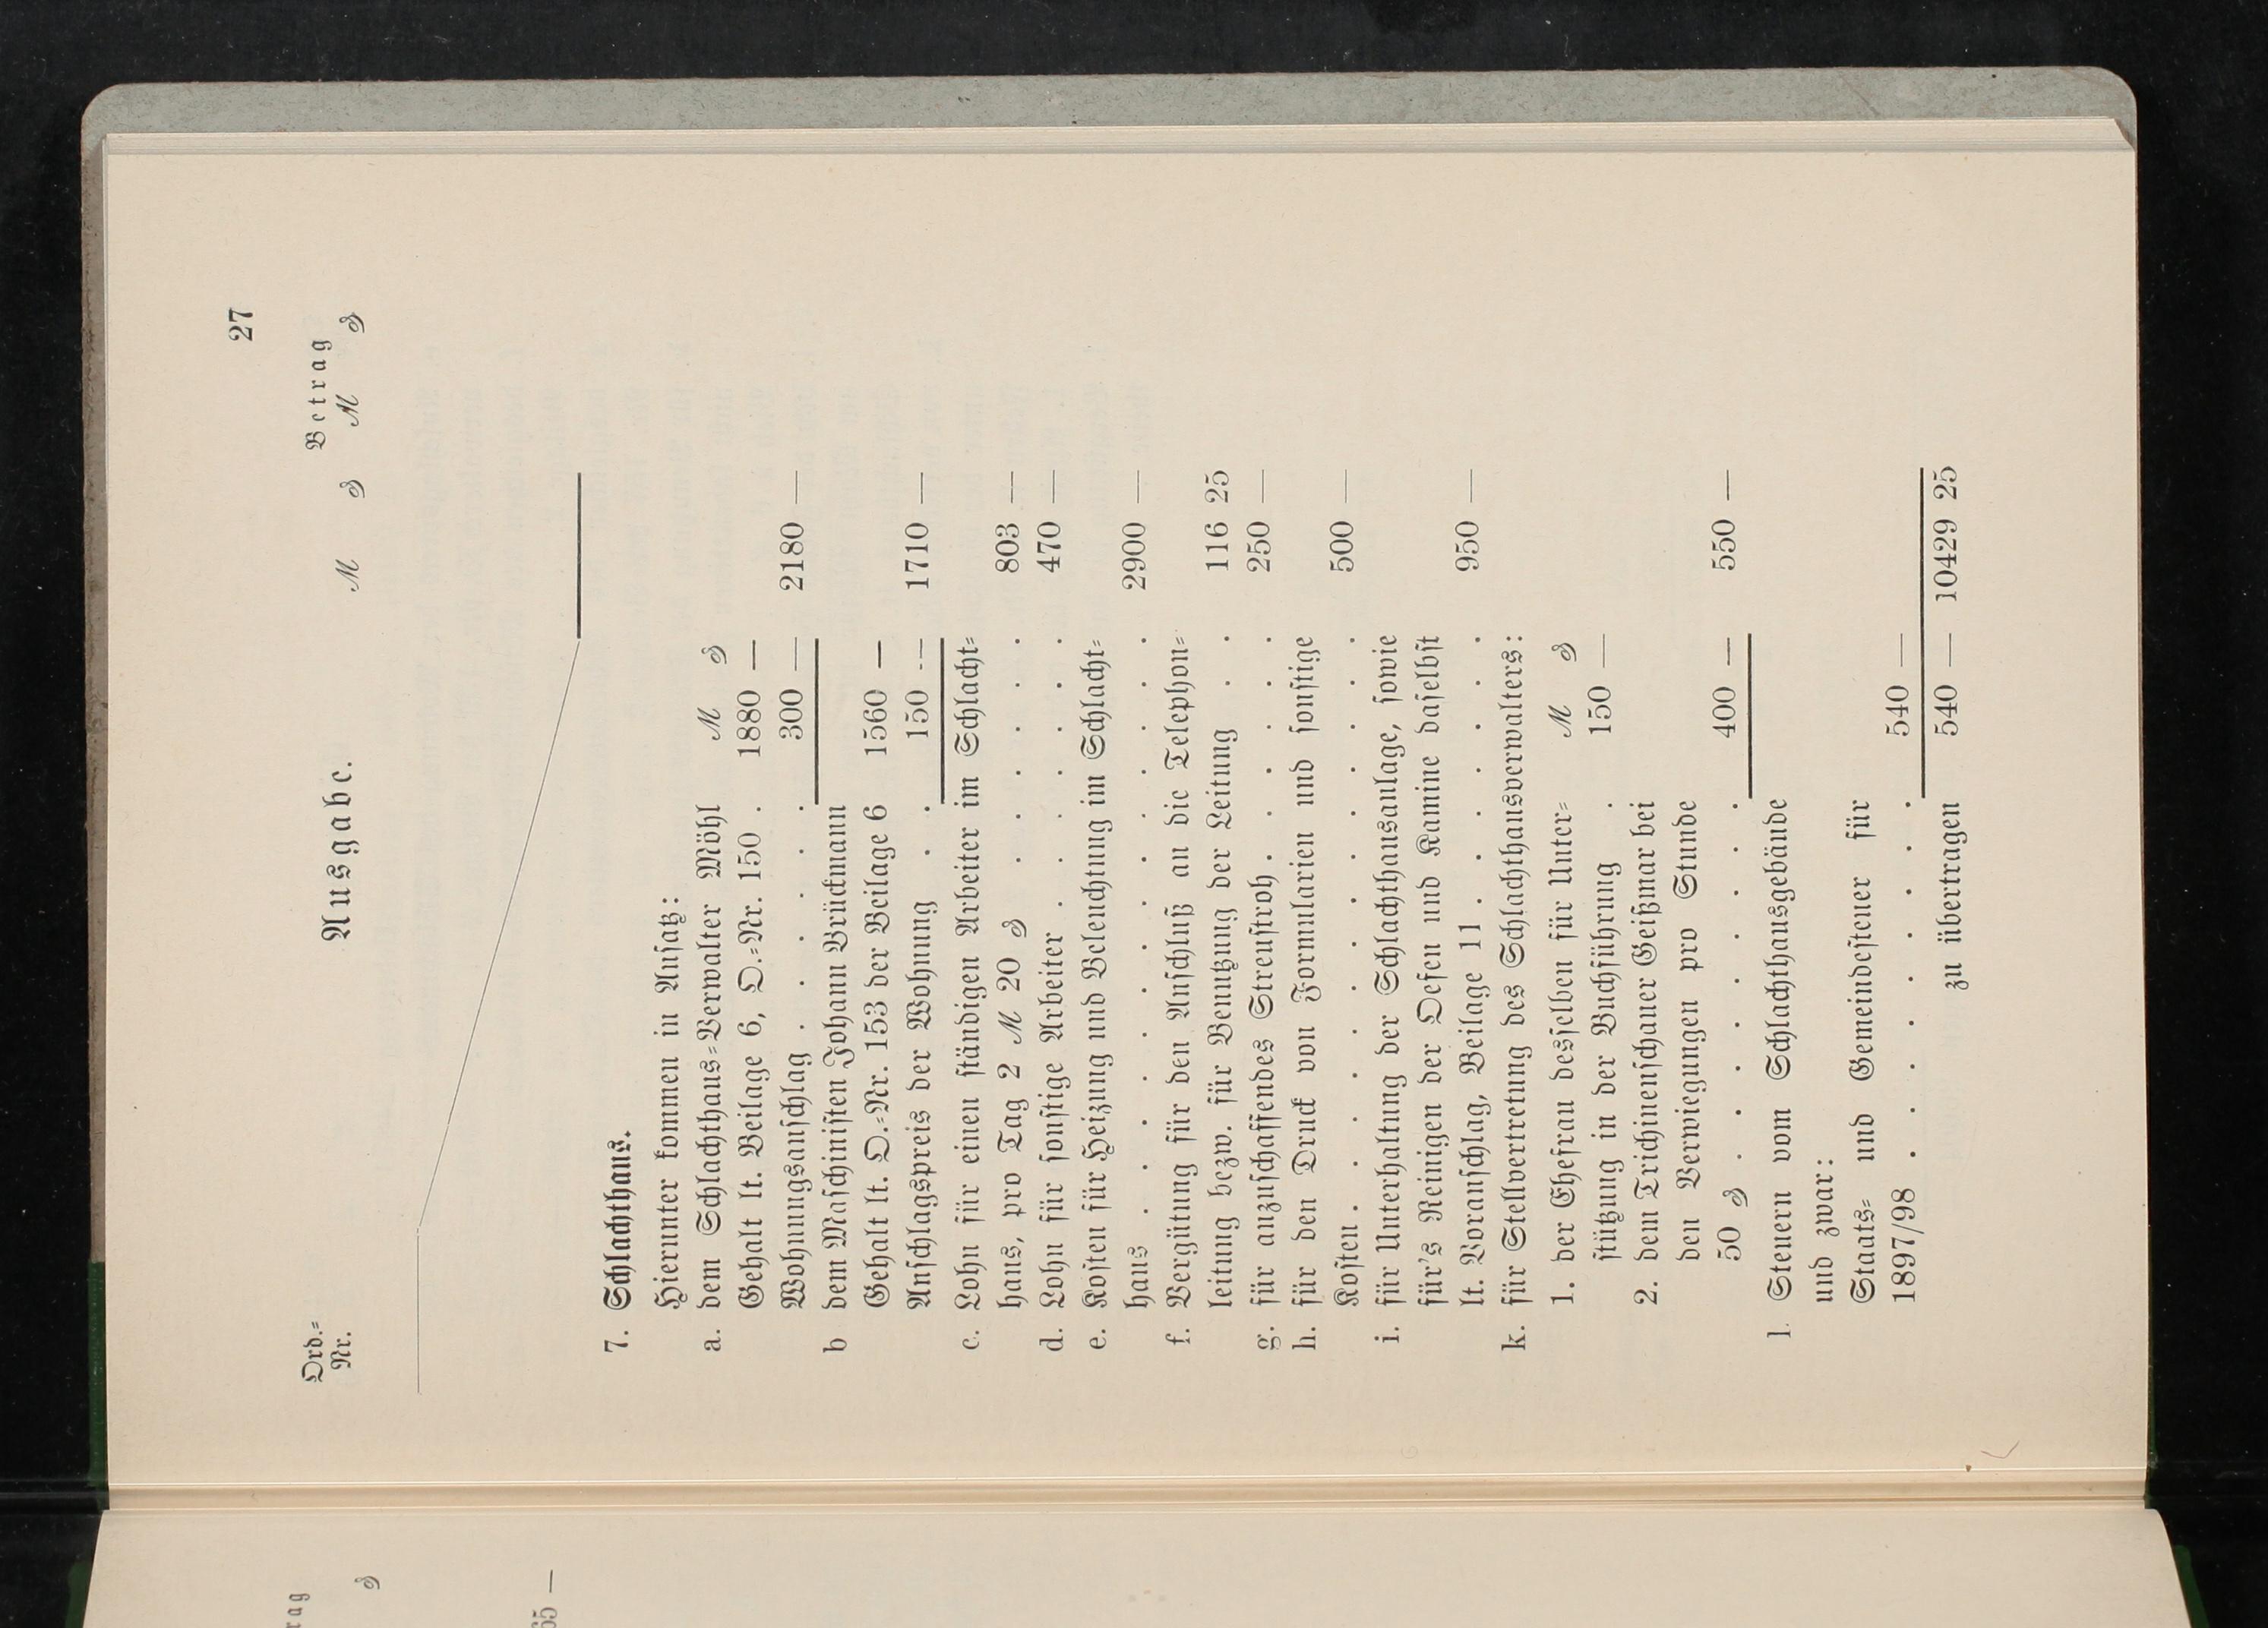 27
Ord.= Ausgabe. Betrag
Nr. ℳ ₰ ℳ ₰
7. Schlachthaus.
Hierunter kommen in Ansatz:
a. dem Schlachthaus=Verwalter Möhl ℳ ₰
Gehalt lt. Beilage 6, O.=Nr. 150 . 1880 —
Wohnungsanschlag . . . . . 300 — 2180 —
b dem Maschinisten Johann Brückmann
Gehalt lt. O.=Nr. 153 der Beilage 6 1560 —
Anschlagspreis der Wohnung . . 150 — 1710 —
c. Lohn für einen ständigen Arbeiter im Schlacht=
haus, pro Tag 2 ℳ 20 ₰ . . . . . . 803 —
d. Lohn für sonstige Arbeiter . . . . . . 470 —
e. Kosten für Heizung und Beleuchtung im Schlacht=
haus . . . . . . . . . . . 2900 —
f. Vergütung für den Anschluß an die Telephon=
leitung bezw. für Benutzung der Leitung . . 116 25
g. für anzuschaffendes Streustroh . . . . . 250 —
h. für den Druck von Formularien und sonstige
Kosten . . . . . . . . . . . 500 —
i. für Unterhaltung der Schlachthausanlage, sowie
für's Reinigen der Oefen und Kamine daselbst
lt. Voranschlag, Beilage 11 . . . . . . 950 —
k. für Stellvertretung des Schlachthausverwalters:
1. der Ehefrau desselben für Unter= ℳ ₰
stützung in der Buchführung . 150 —
2. dem Trichinenschauer Geißmar bei
den Verwiegungen pro Stunde
50 ₰ . . . . . . . 400 — 550 —
l. Steuern vom Schlachthausgebäude
und zwar:
Staats= und Gemeindesteuer für
1897/98 . . . . . . . 540 —
zu übertragen 540 — 10429 25
rag
₰
65 —